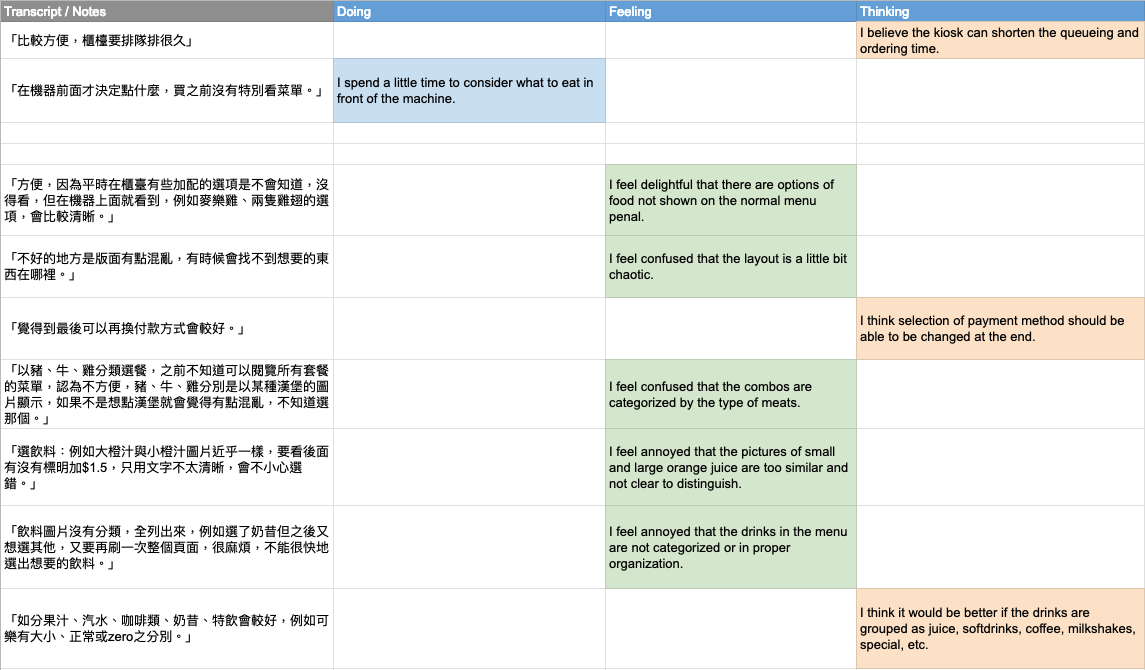 Transcript / Notes
Doing
Feeling
Thinking
「比較方便，櫃檯要排隊排很久」
I believe the kiosk can shorten the queueing and
ordering time.
「在機器前面才決定點什麼，買之前沒有特別看菜單。」
I spend a little time to consider what to eat in
front of the machine.
「方便，因為平時在櫃臺有些加配的選項是不會知道，沒
得看，但在機器上面就看到，例如麥樂雞、兩隻雞翅的選
項，會比較清晰。」
I feel delightful that there are options of
food not shown on the normal menu
penal.
「不好的地方是版面有點混亂，有時候會找不到想要的東
西在哪裡。」
I feel confused that the layout is a little bit
chaotic.
「覺得到最後可以再換付款方式會較好。」
I think selection of payment method should be
able to be changed at the end.
「以豬、牛、雞分類選餐，之前不知道可以閱覽所有套餐
的菜單，認為不方便，豬、牛、雞分別是以某種漢堡的圖
片顯示，如果不是想點漢堡就會覺得有點混亂，不知道選
那個。」
I feel confused that the combos are
categorized by the type of meats.
「選飲料：例如大橙汁與小橙汁圖片近乎一樣，要看後面
有沒有標明加$1.5，只用文字不太清晰，會不小心選
錯。」
I feel annoyed that the pictures of small
and large orange juice are too similar and
not clear to distinguish.
「飲料圖片沒有分類，全列出來，例如選了奶昔但之後又
想選其他，又要再刷一次整個頁面，很麻煩，不能很快地
選出想要的飲料。」
I feel annoyed that the drinks in the menu
are not categorized or in proper
organization.
「如分果汁、汽水、咖啡類、奶昔、特飲會較好，例如可
樂有大小、正常或zero之分別。」
I think it would be better if the drinks are
grouped as juice, softdrinks, coffee, milkshakes,
special, etc.